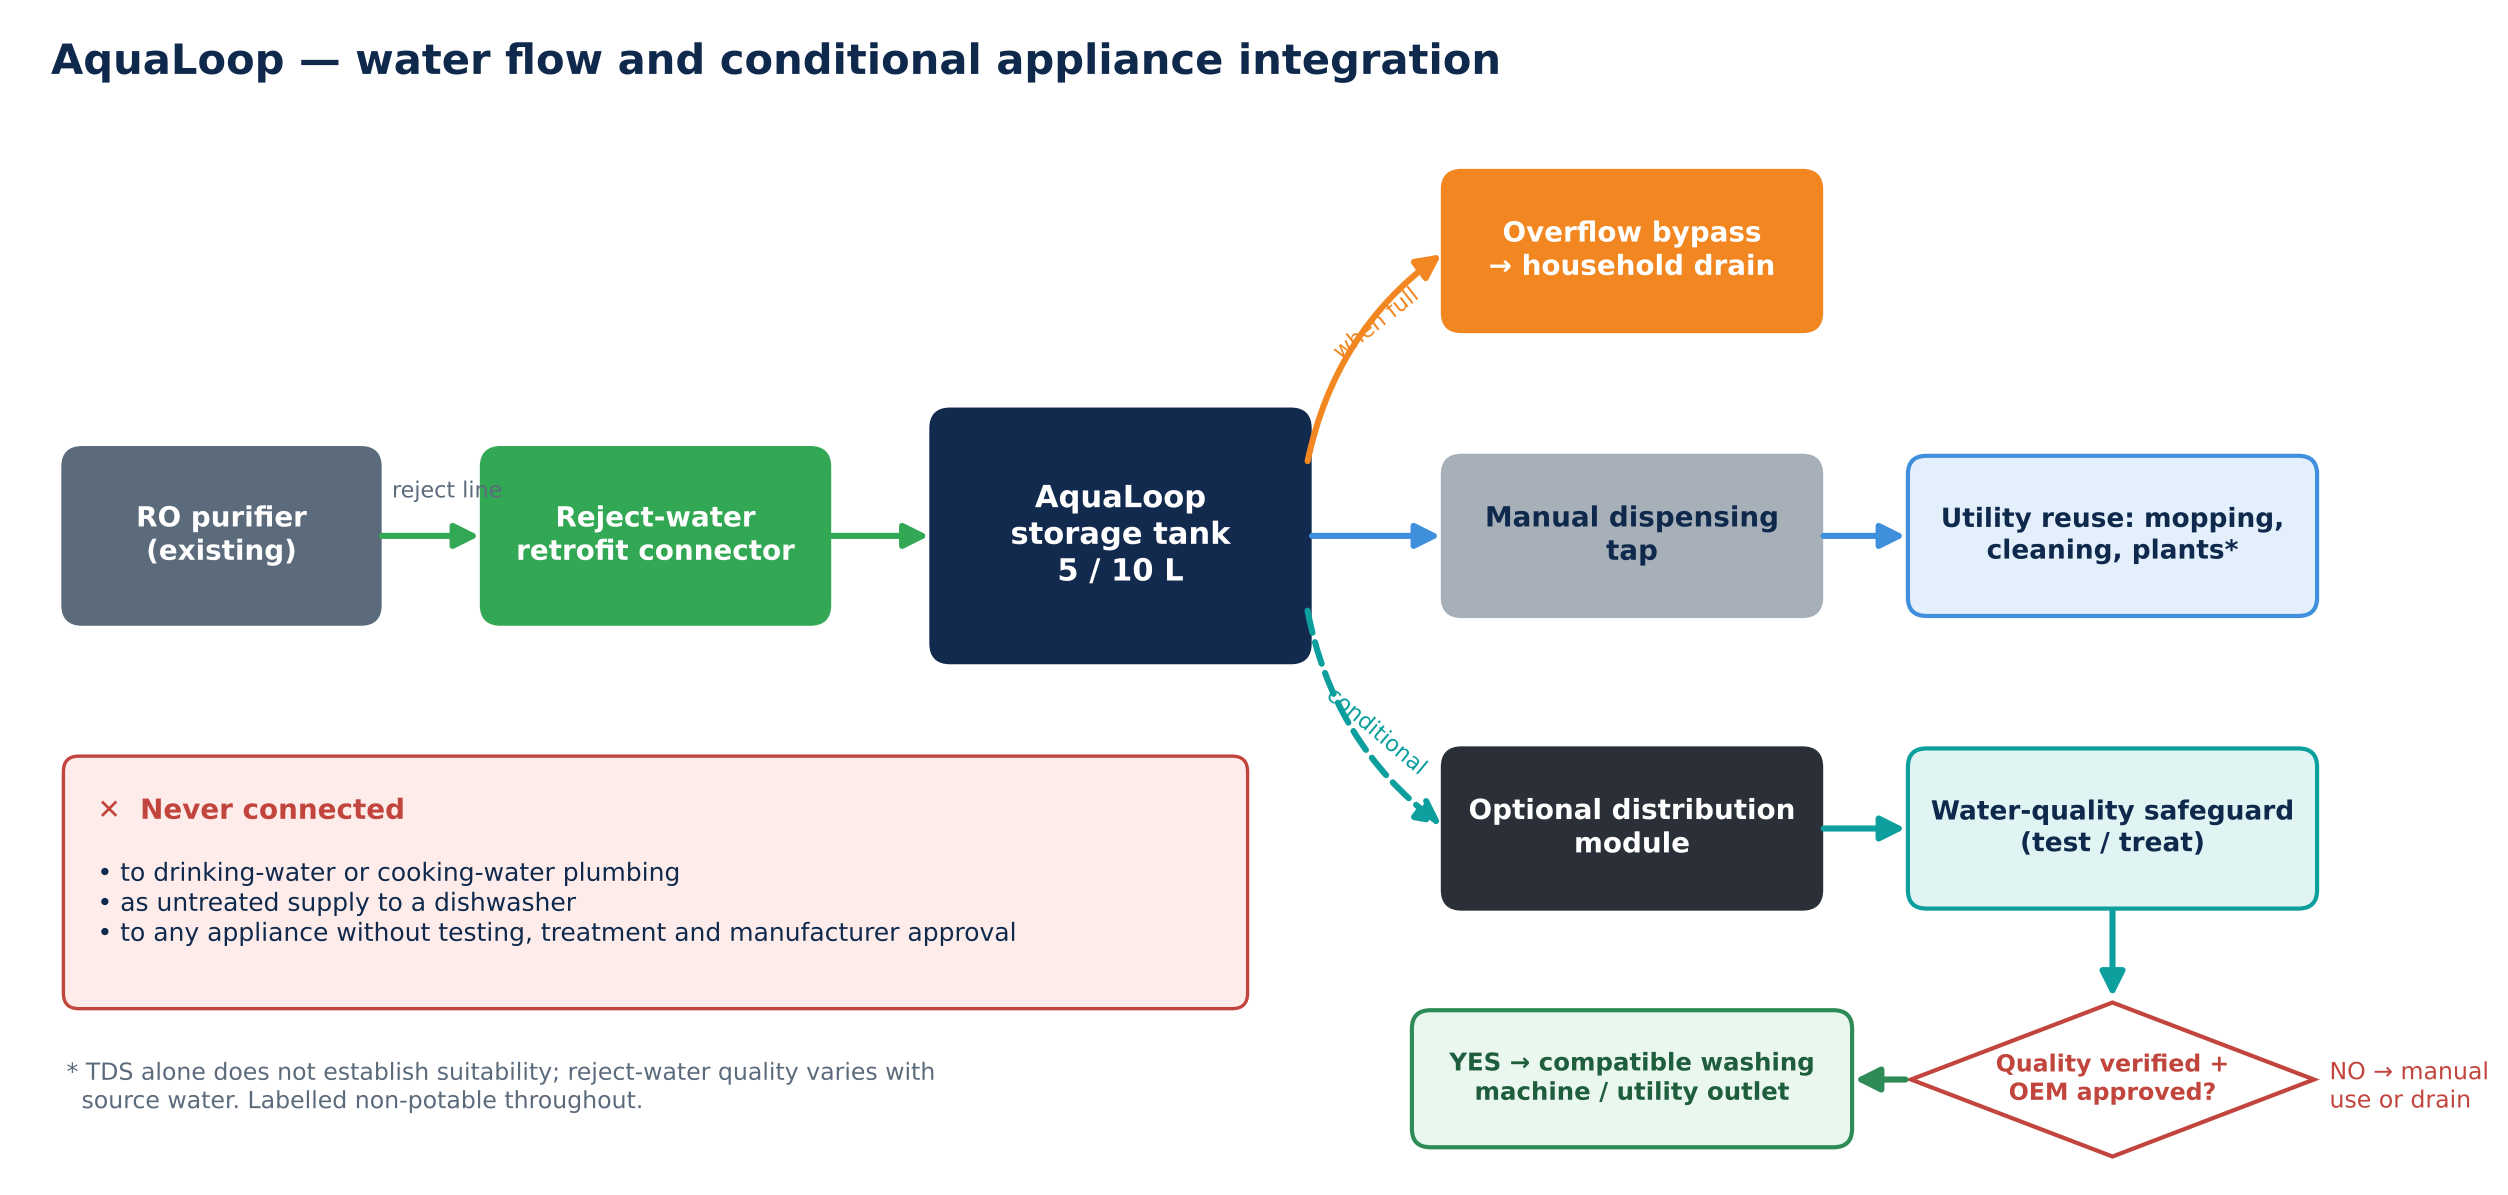 AquaLoop — water flow and conditional appliance integration
Overflow bypass
→ household drain
when full
reject line
RO purifier
(existing)
Reject-water
retrofit connector
AquaLoop
storage tank
5 / 10 L
Manual dispensing
tap
Utility reuse: mopping,
cleaning, plants*
conditional
Optional distribution
module
Water-quality safeguard
(test / treat)
✕ Never connected
• to drinking-water or cooking-water plumbing
• as untreated supply to a dishwasher
• to any appliance without testing, treatment and manufacturer approval
YES → compatible washing
machine / utility outlet
Quality verified +
OEM approved?
NO → manual
use or drain
* TDS alone does not establish suitability; reject-water quality varies with
source water. Labelled non-potable throughout.